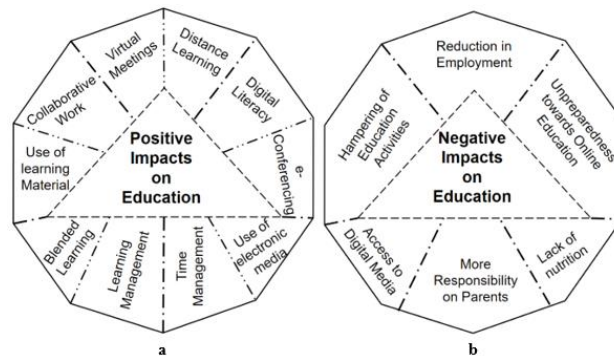 Virtual
Meetings
Distance
Learning
Collaborative
Work
Digital
Literacy
Use of
learning
Material
Positive
Impacts
on
Education
e-
Conferencing
Blended
Learning
Learning
Management
Time
Management
Use of
electronic
media
a
Reduction in
Employment
Hampering of
Education
Activities
Unpreparedness
towards Online
Education
Negative
Impacts
on
Education
Access to
Digital Media
More
Responsibility
on Parents
Lack of
nutrition
b